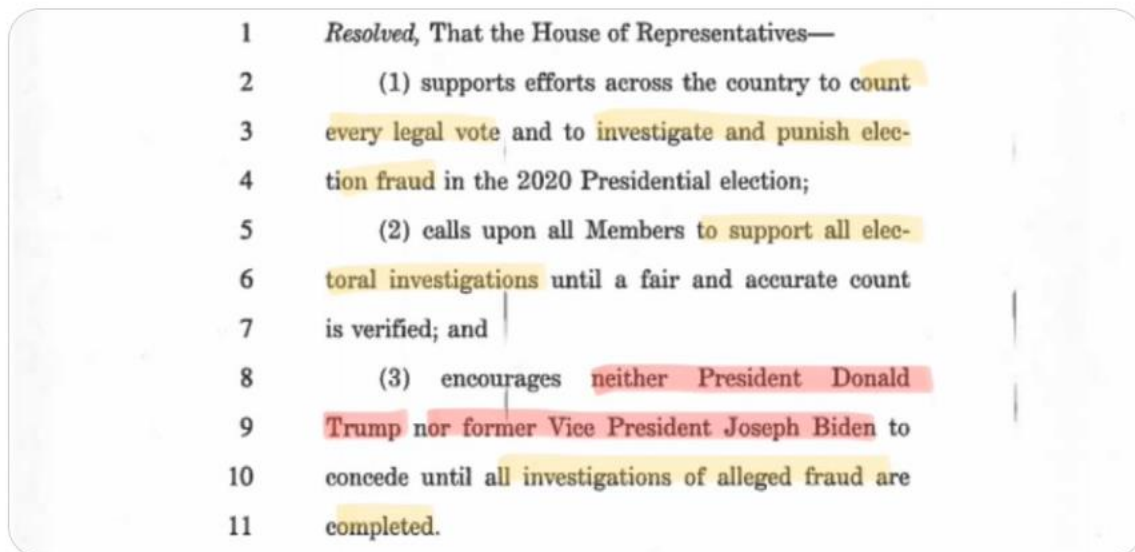 1 Resolved, That the House of Representatives—
2 (1) supports efforts across the country to count
3 every legal vote and to investigate and punish elec-
4 tion fraud in the 2020 Presidential election;
5 (2) calls upon all Members to support all elec-
6 toral investigations until a fair and accurate count
7 is verified; and
8 (3) encourages neither President Donald
9 Trump nor former Vice President Joseph Biden to
10 concede until all investigations of alleged fraud are
11 completed.